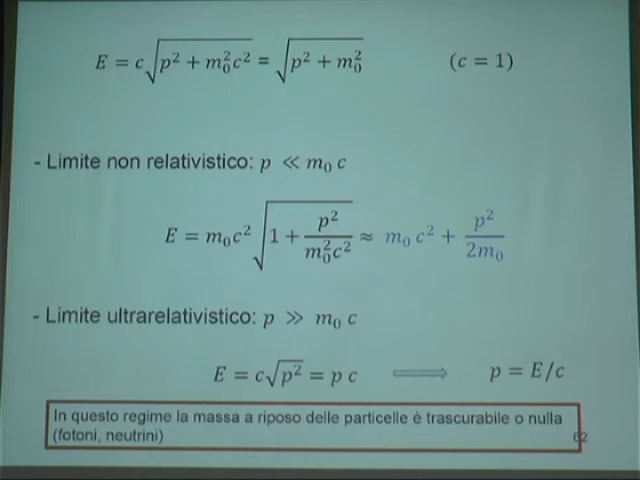 E = c√(p² + m₀²c²) = √(p² + m₀²) (c = 1)
- Limite non relativistico: p ≪ m₀ c
E = m₀c² √(1 + p²/(m₀²c²)) ≈ m₀ c² + p²/(2m₀)
- Limite ultrarelativistico: p ≫ m₀ c
E = c√(p²) = p c ⟹ p = E/c
In questo regime la massa a riposo delle particelle è trascurabile o nulla
(fotoni, neutrini)
62